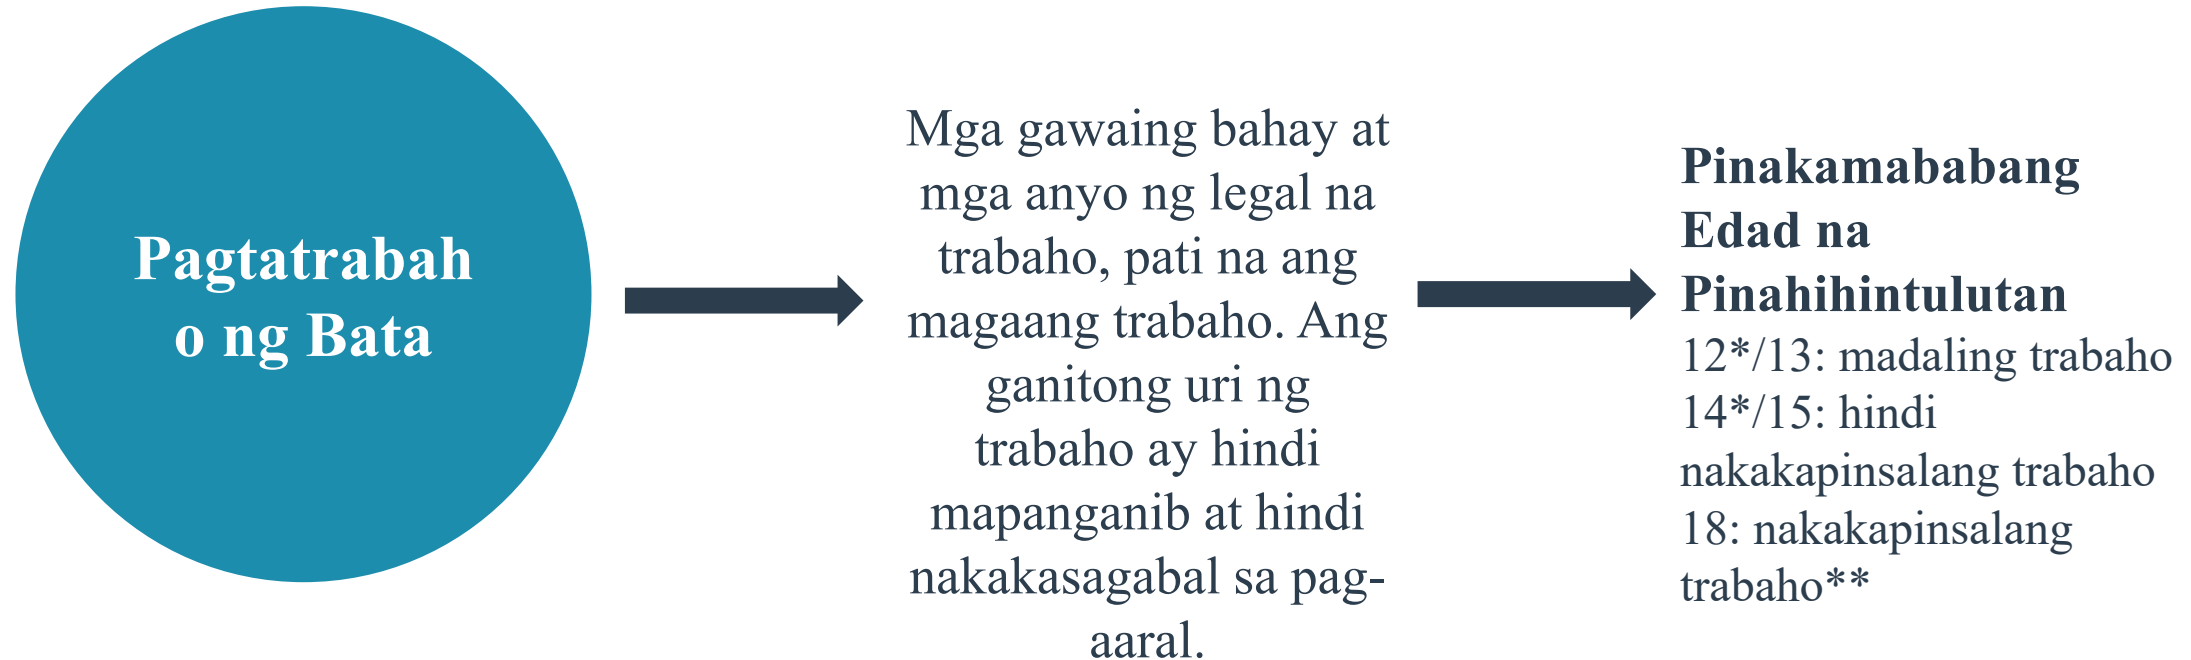 Pagtatrabah
o ng Bata
Mga gawaing bahay at
mga anyo ng legal na
trabaho, pati na ang
magaang trabaho. Ang
ganitong uri ng
trabaho ay hindi
mapanganib at hindi
nakakasagabal sa pag-
aaral.
Pinakamababang
Edad na
Pinahihintulutan
12*/13: madaling trabaho
14*/15: hindi
nakakapinsalang trabaho
18: nakakapinsalang
trabaho**